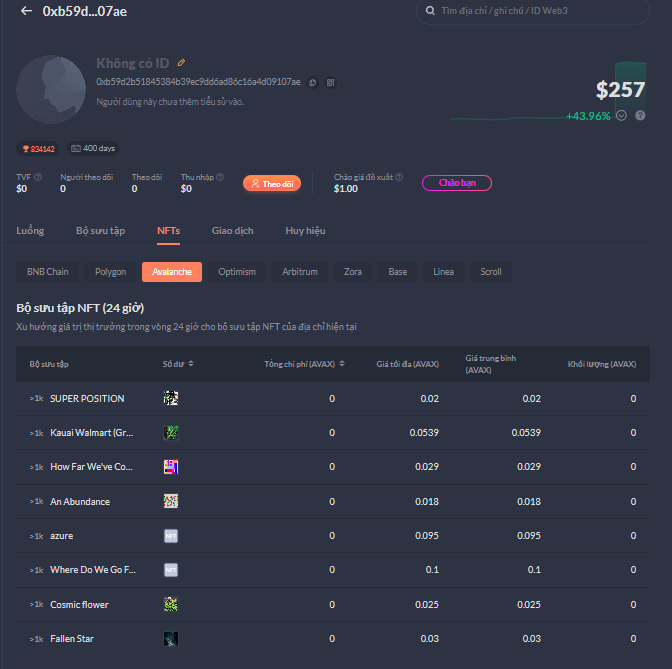 0xb59d...07ae
Tìm địa chỉ / ghi chú / ID Web3
Không có ID
0xb59d2b51845384b39ec9dd6ad86c16a4d09107ae
Người dùng này chưa thêm tiểu sử vào.
$257
+43.96%
834142
400 days
TVF
$0
Người theo dõi
0
Theo dõi
0
Thu nhập
$0
Theo dõi
Chào giá đề xuất
$1.00
Chào bạn
Luồng Bộ sưu tập NFTs Giao dịch Huy hiệu
BNB Chain Polygon Avalanche Optimism Arbitrum Zora Base Linea Scroll
Bộ sưu tập NFT (24 giờ)
Xu hướng giá trị thị trường trong vòng 24 giờ cho bộ sưu tập NFT của địa chỉ hiện tại
Bộ sưu tập Số dư Tổng chi phí (AVAX) Giá tối đa (AVAX) Giá trung bình (AVAX) Khối lượng (AVAX)
>1k SUPER POSITION 0 0.02 0.02 0
>1k Kauai Walmart (Gr... 0 0.0539 0.0539 0
>1k How Far We've Co... 0 0.029 0.029 0
>1k An Abundance 0 0.018 0.018 0
>1k azure NFT 0 0.095 0.095 0
>1k Where Do We Go F... NFT 0 0.1 0.1 0
>1k Cosmic flower 0 0.025 0.025 0
>1k Fallen Star 0 0.03 0.03 0